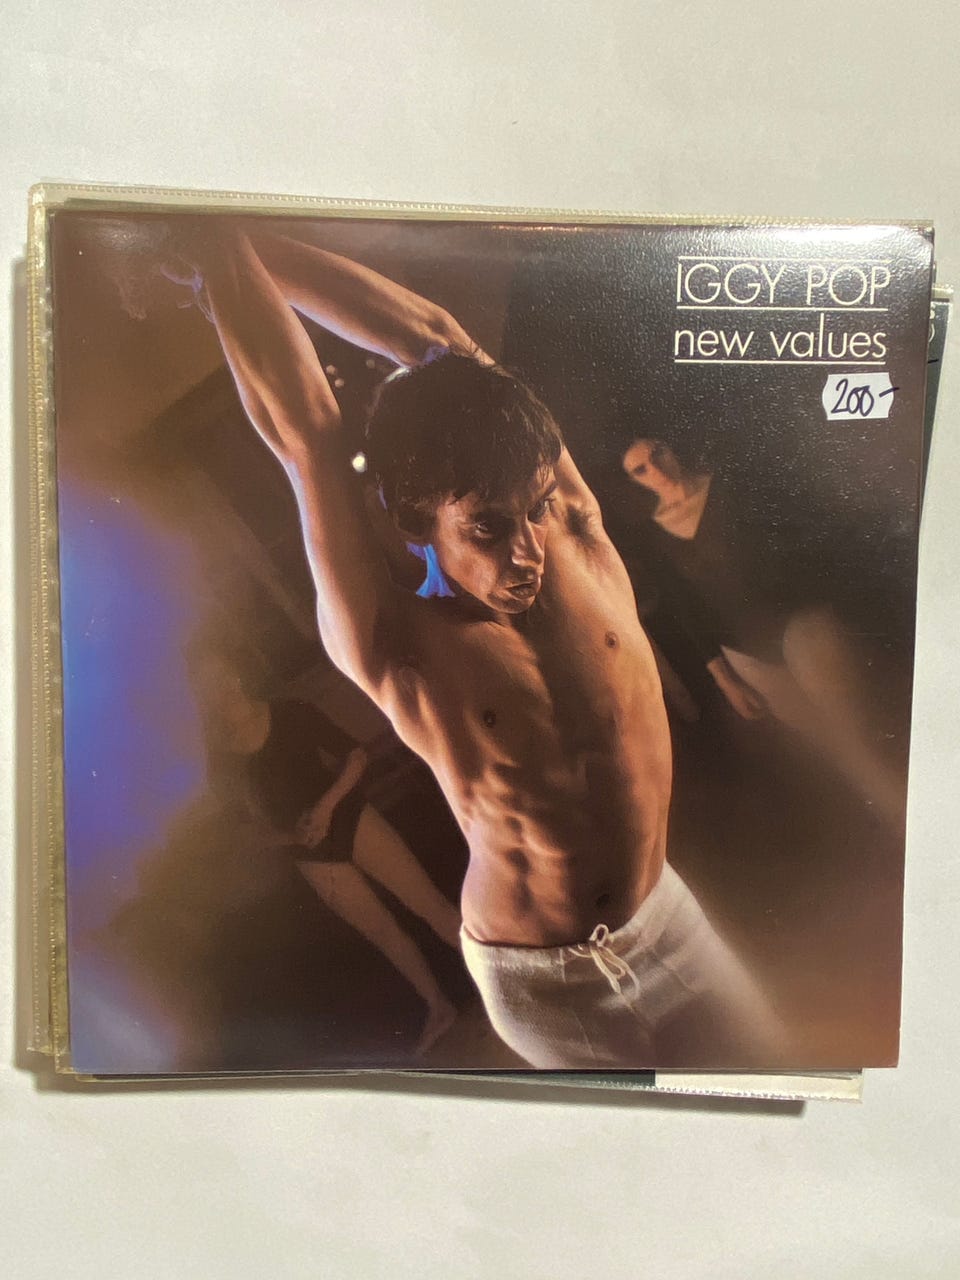 IGGY POP
new values
200-